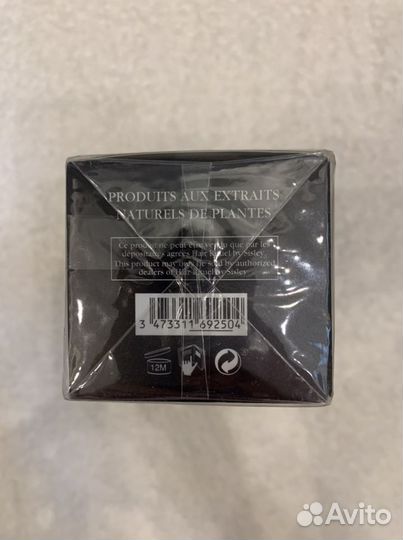 PRODUITS AUX EXTRAITS
NATURELS DE PLANTES
Ce produit ne peut être vendu que par les
dépositaires agréés Hair Rituel by Sisley.
This product may only be sold by authorized
dealers of Hair Rituel by Sisley
3 473311 692504
12M
Avito